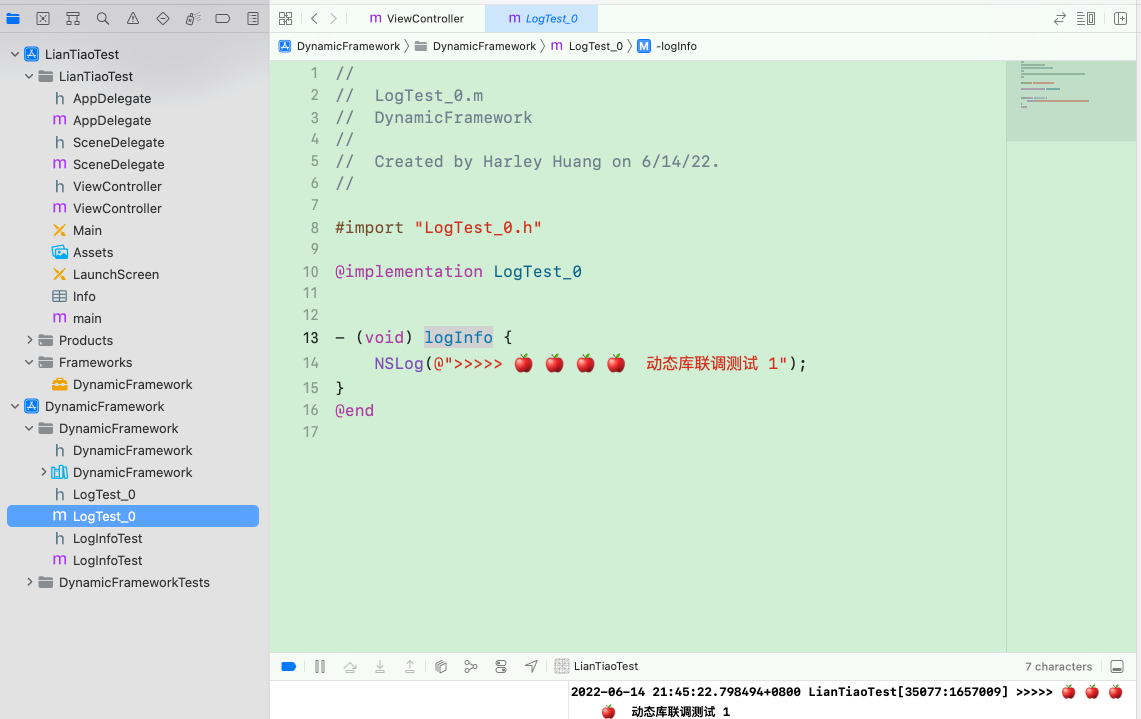 ViewController
LogTest_0
DynamicFramework
DynamicFramework
LogTest_0
M
-logInfo
LianTiaoTest
LianTiaoTest
h AppDelegate
m AppDelegate
h SceneDelegate
m SceneDelegate
h ViewController
m ViewController
Main
Assets
LaunchScreen
Info
m main
Products
Frameworks
DynamicFramework
DynamicFramework
DynamicFramework
h DynamicFramework
DynamicFramework
h LogTest_0
m LogTest_0
h LogInfoTest
m LogInfoTest
DynamicFrameworkTests
1 //
2 //  LogTest_0.m
3 //  DynamicFramework
4 //
5 //  Created by Harley Huang on 6/14/22.
6 //
7
8 #import "LogTest_0.h"
9
10 @implementation LogTest_0
11
12
13 - (void) logInfo {
14     NSLog(@">>>>> 🍎 🍎 🍎 🍎  动态库联调测试 1");
15 }
16 @end
17
LianTiaoTest
7 characters
2022-06-14 21:45:22.798494+0800 LianTiaoTest[35077:1657009] >>>>> 🍎 🍎 🍎
🍎  动态库联调测试 1